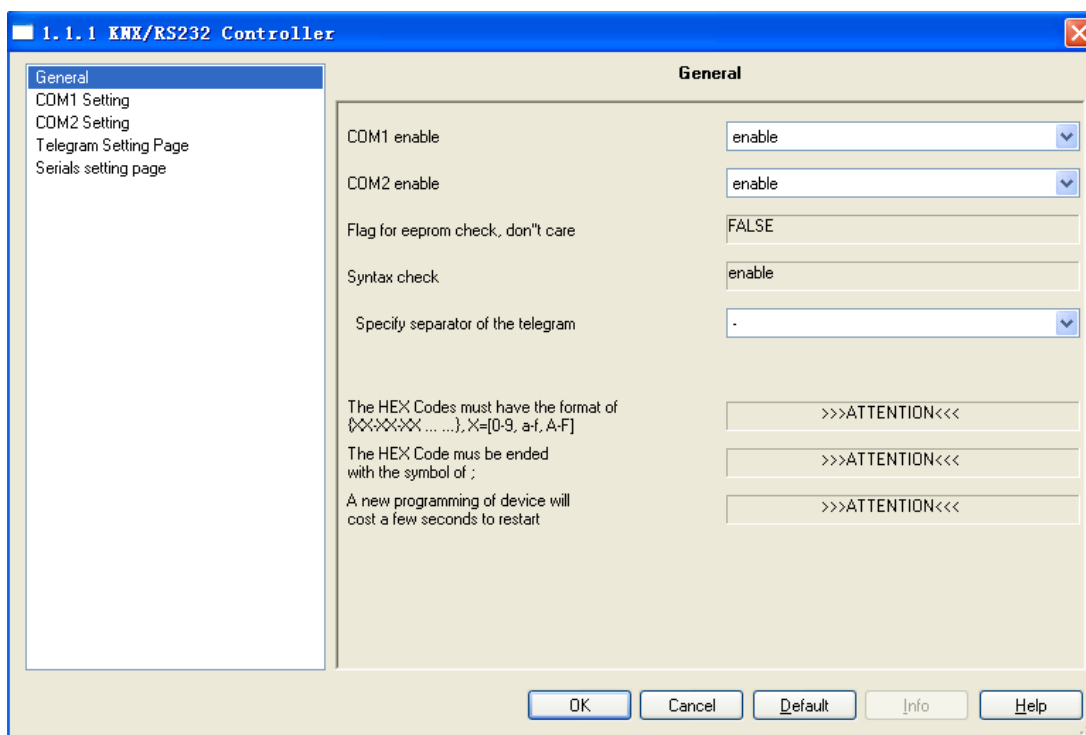 1.1.1 KNX/RS232 Controller
General
COM1 Setting
COM2 Setting
Telegram Setting Page
Serials setting page
General
COM1 enable
enable
COM2 enable
enable
Flag for eeprom check, don"t care
FALSE
Syntax check
enable
Specify separator of the telegram
-
The HEX Codes must have the format of
{XX-XX-XX ... ...}, X=[0-9, a-f, A-F]
>>>ATTENTION<<<
The HEX Code mus be ended
with the symbol of ;
>>>ATTENTION<<<
A new programming of device will
cost a few seconds to restart
>>>ATTENTION<<<
OK
Cancel
Default
Info
Help